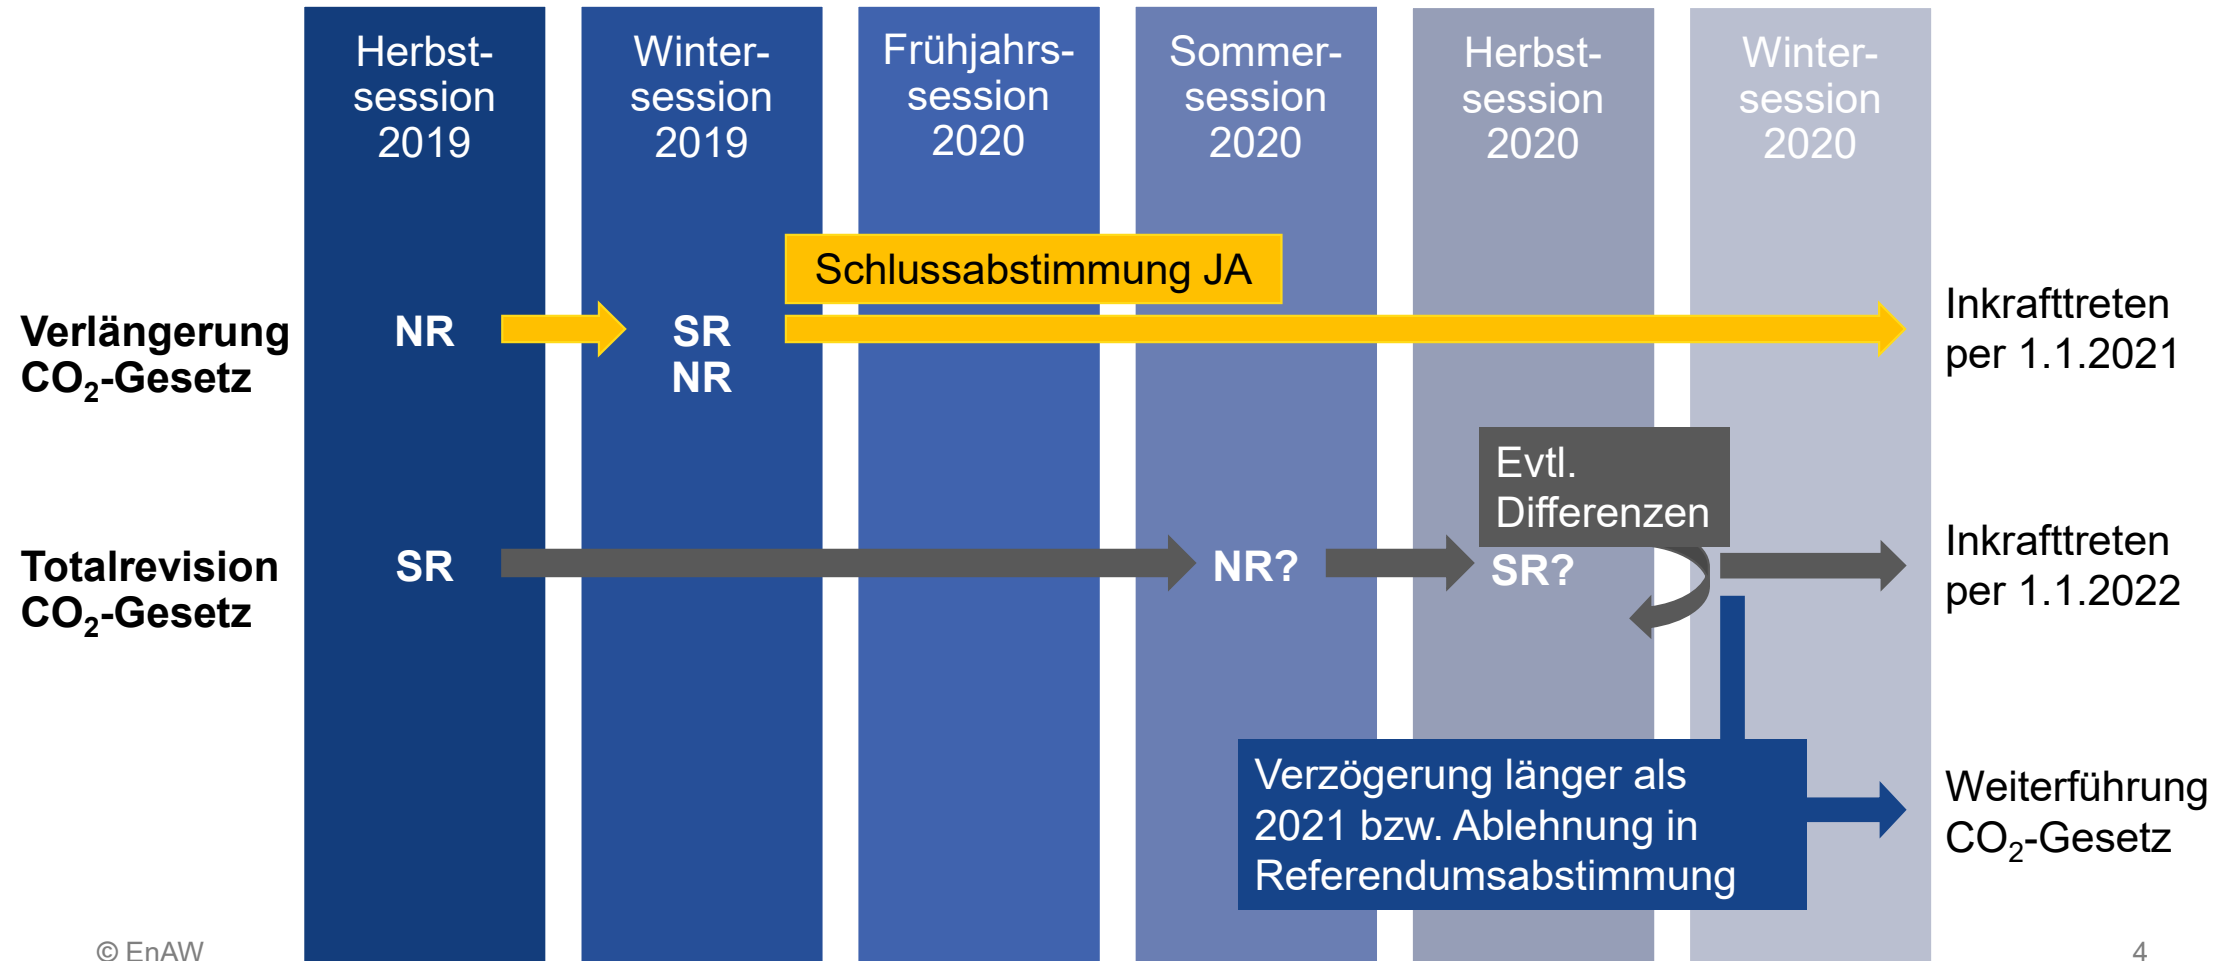 Herbst-
session
2019
Winter-
session
2019
Frühjahrs-
session
2020
Sommer-
session
2020
Herbst-
session
2020
Winter-
session
2020
Schlussabstimmung JA
Verlängerung
CO₂-Gesetz
NR
SR
NR
Inkrafttreten
per 1.1.2021
Evtl.
Differenzen
Totalrevision
CO₂-Gesetz
SR
NR?
SR?
Inkrafttreten
per 1.1.2022
Verzögerung länger als
2021 bzw. Ablehnung in
Referendumsabstimmung
Weiterführung
CO₂-Gesetz
© EnAW
4